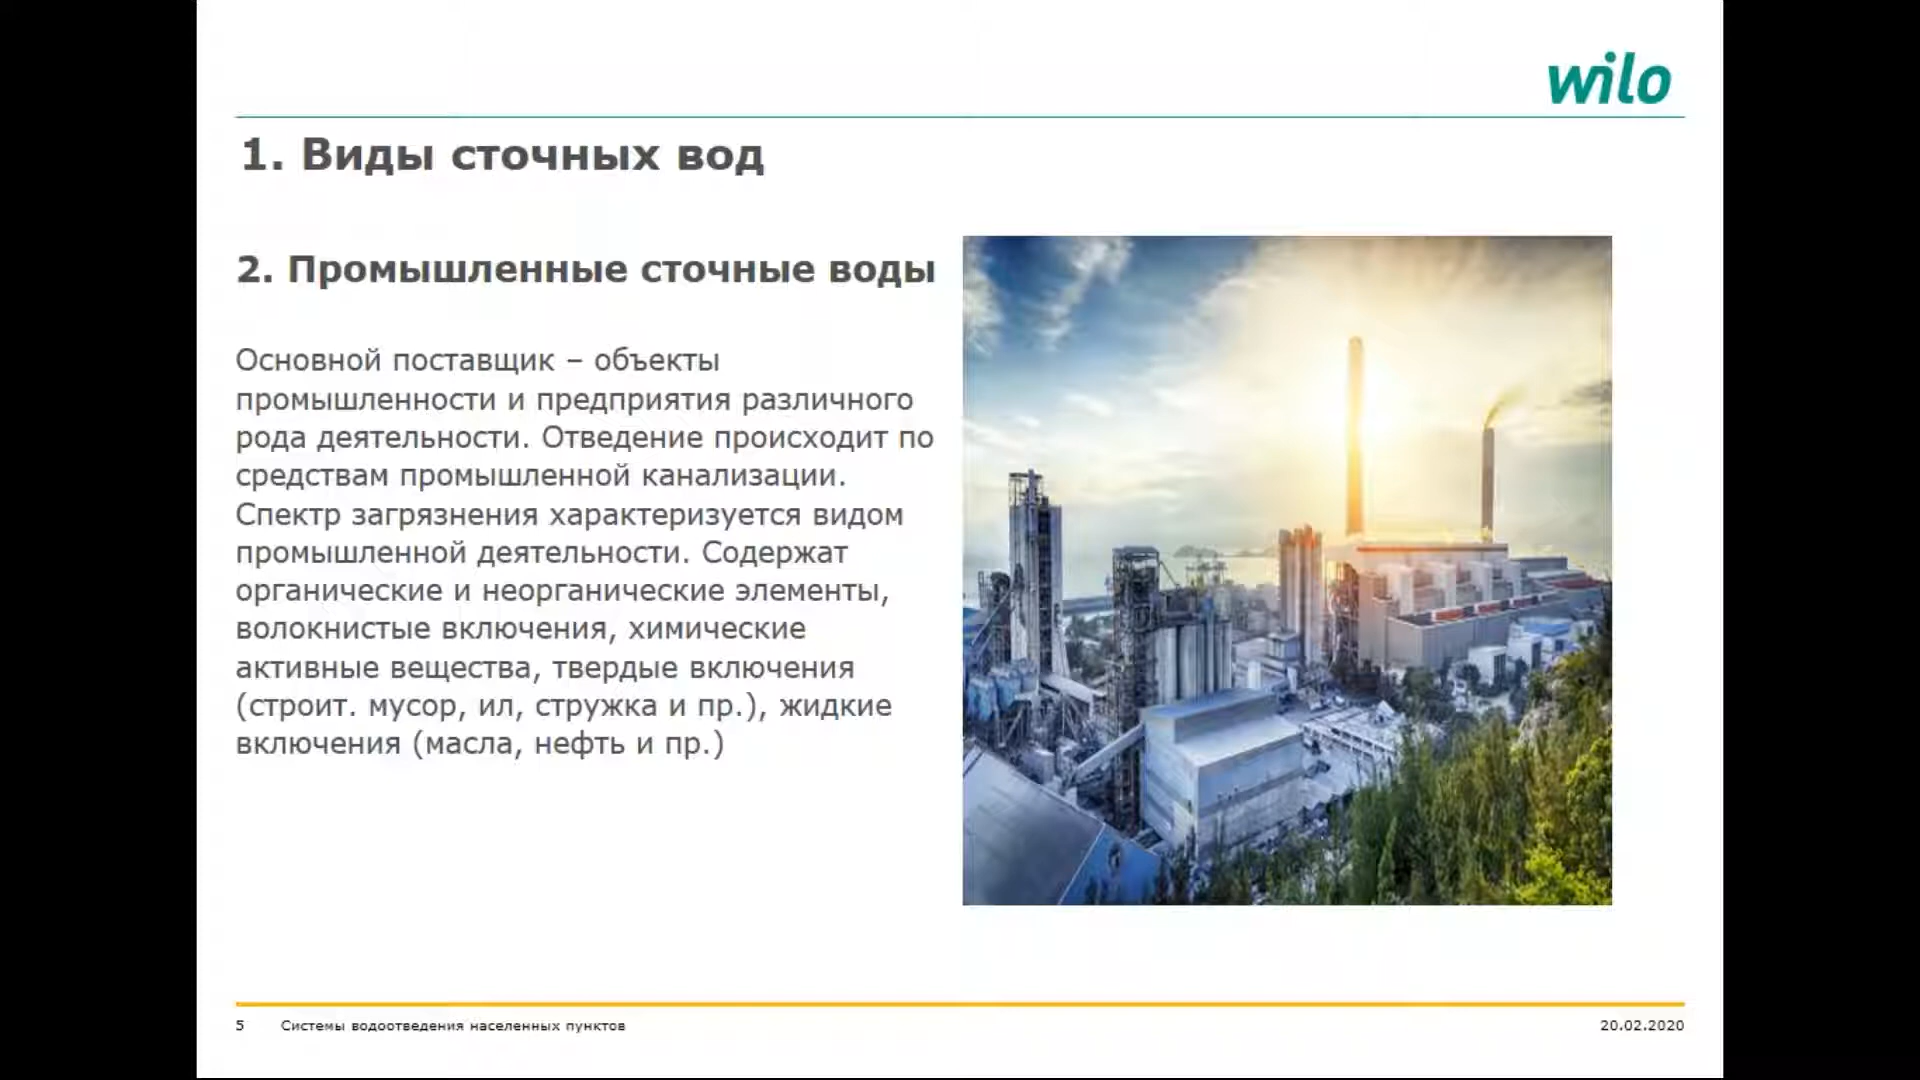 wilo
1. Виды сточных вод
2. Промышленные сточные воды
Основной поставщик – объекты
промышленности и предприятия различного
рода деятельности. Отведение происходит по
средствам промышленной канализации.
Спектр загрязнения характеризуется видом
промышленной деятельности. Содержат
органические и неорганические элементы,
волокнистые включения, химические
активные вещества, твердые включения
(строит. мусор, ил, стружка и пр.), жидкие
включения (масла, нефть и пр.)
5 Системы водоотведения населенных пунктов
20.02.2020